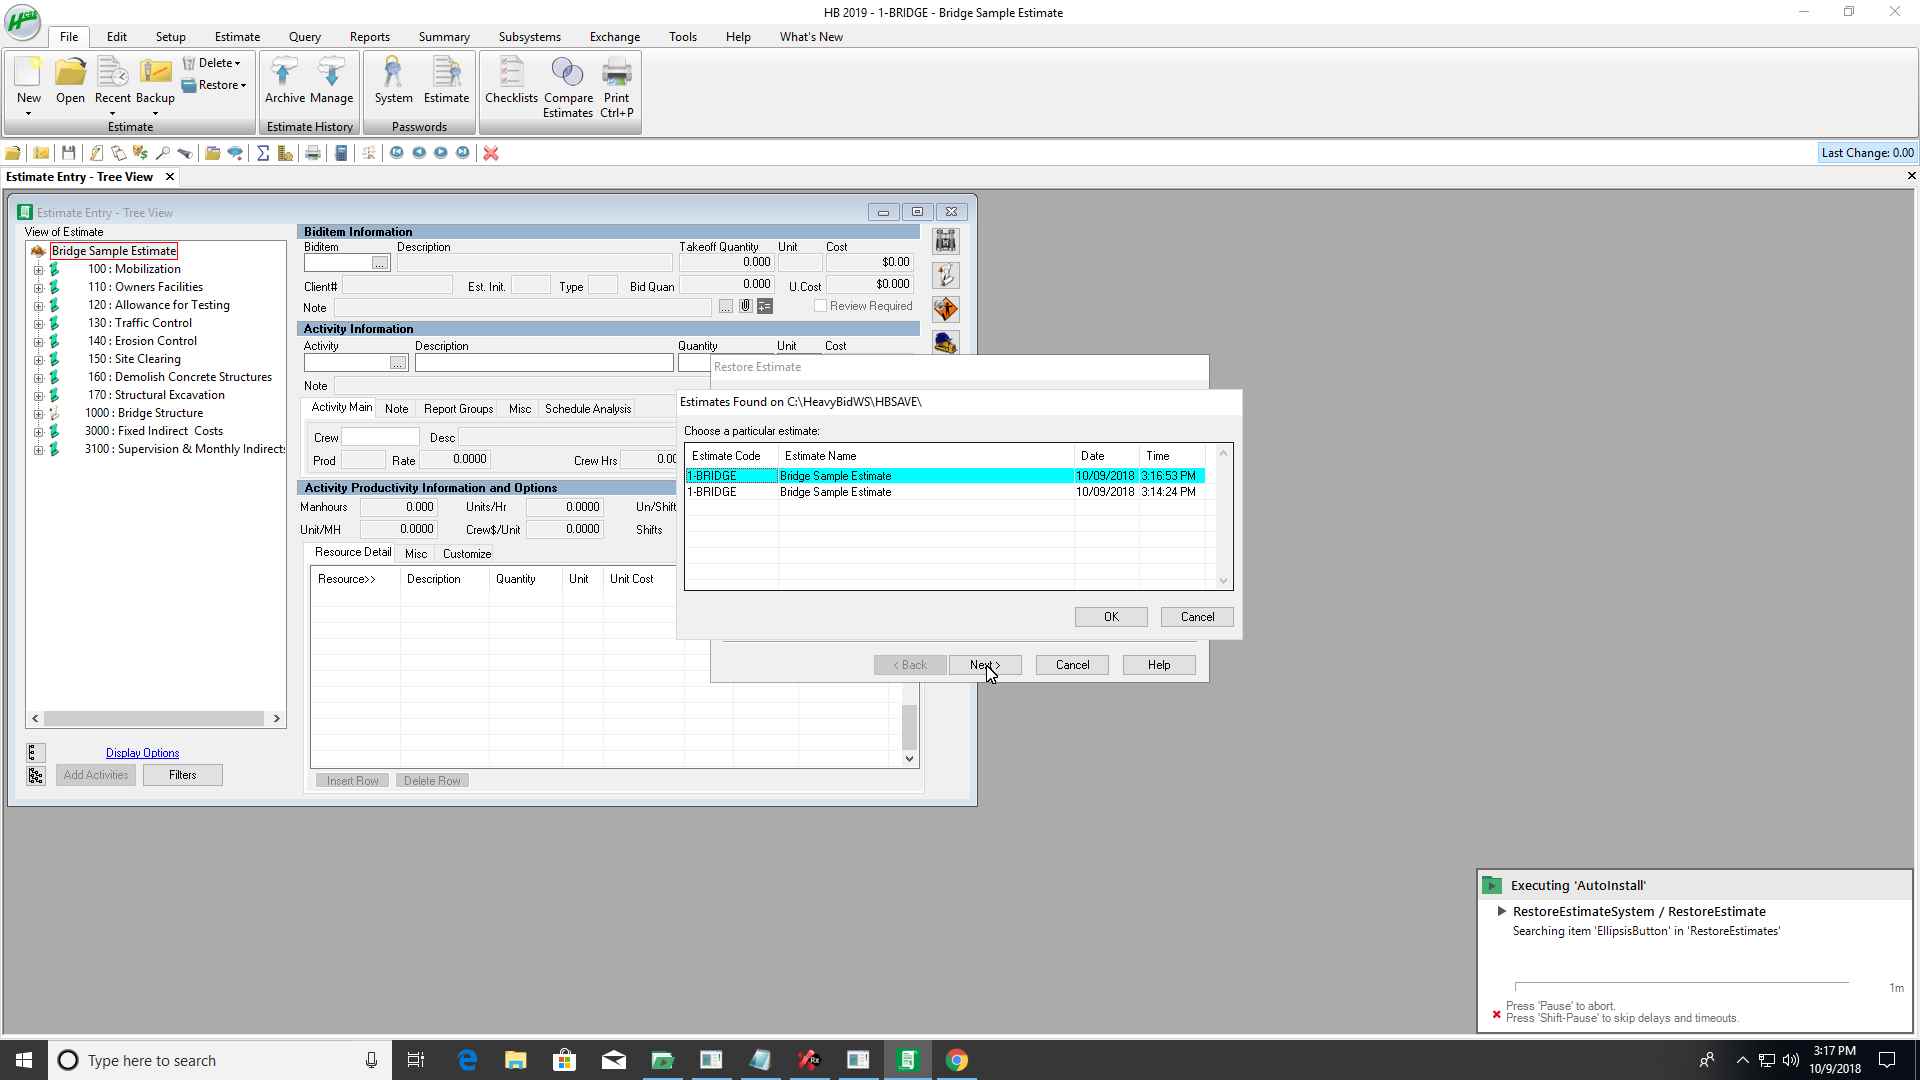 HB 2019 - 1-BRIDGE - Bridge Sample Estimate
File Edit Setup Estimate Query Reports Summary Subsystems Exchange Tools Help What's New
New Open Recent Backup Delete Restore
Estimate
Archive Manage
Estimate History
System Estimate
Passwords
Checklists Compare Estimates Print Ctrl+P
Last Change: 0.00
Estimate Entry - Tree View
Estimate Entry - Tree View
View of Estimate
Bridge Sample Estimate
100 : Mobilization
110 : Owners Facilities
120 : Allowance for Testing
130 : Traffic Control
140 : Erosion Control
150 : Site Clearing
160 : Demolish Concrete Structures
170 : Structural Excavation
1000 : Bridge Structure
3000 : Fixed Indirect Costs
3100 : Supervision & Monthly Indirects
Display Options
Add Activities Filters
Biditem Information
Biditem Description Takeoff Quantity Unit Cost
... 0.000 $0.00
Client# Est. Init. Type Bid Quan 0.000 U.Cost $0.000
Note ... Review Required
Activity Information
Activity Description Quantity Unit Cost
...
Note
Activity Main Note Report Groups Misc Schedule Analysis
Crew Desc
Prod Rate 0.0000 Crew Hrs 0.00
Activity Productivity Information and Options
Manhours 0.000 Units/Hr 0.0000 Un/Shift
Unit/MH 0.0000 Crew$/Unit 0.0000 Shifts
Resource Detail Misc Customize
Resource>> Description Quantity Unit Unit Cost
Insert Row Delete Row
Restore Estimate
Estimates Found on C:\HeavyBidWS\HBSAVE\
Choose a particular estimate:
Estimate Code Estimate Name Date Time
1-BRIDGE Bridge Sample Estimate 10/09/2018 3:16:53 PM
1-BRIDGE Bridge Sample Estimate 10/09/2018 3:14:24 PM
OK Cancel
< Back Next > Cancel Help
Executing 'AutoInstall'
RestoreEstimateSystem / RestoreEstimate
Searching item 'EllipsisButton' in 'RestoreEstimates'
1m
Press 'Pause' to abort.
Press 'Shift-Pause' to skip delays and timeouts.
Type here to search
3:17 PM
10/9/2018